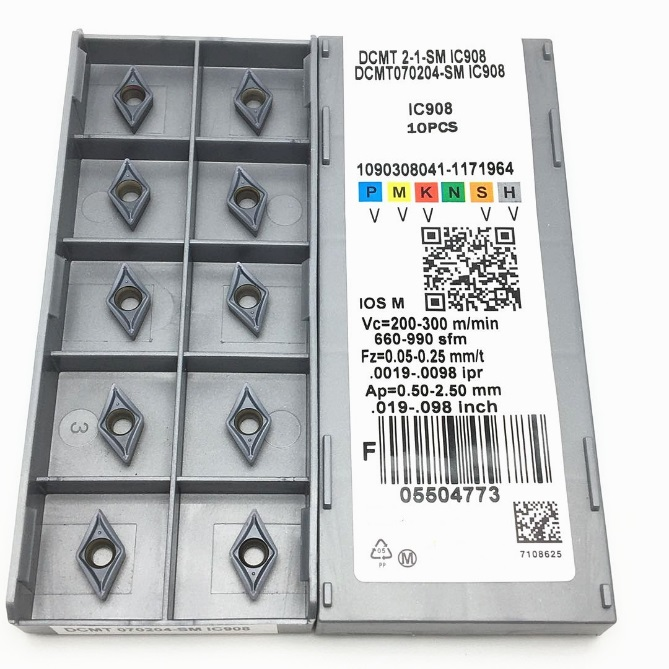 DCMT 2-1-SM IC908
DCMT070204-SM IC908
IC908
10PCS
1090308041-1171964
P M K N S H
V V V V V
IOS M
Vc=200-300 m/min
660-990 sfm
Fz=0.05-0.25 mm/t
.0019-.0098 ipr
Ap=0.50-2.50 mm
.019-.098 inch
F
05504773
05
PP
M
7108625
3
DCMT 070204-SM IC908